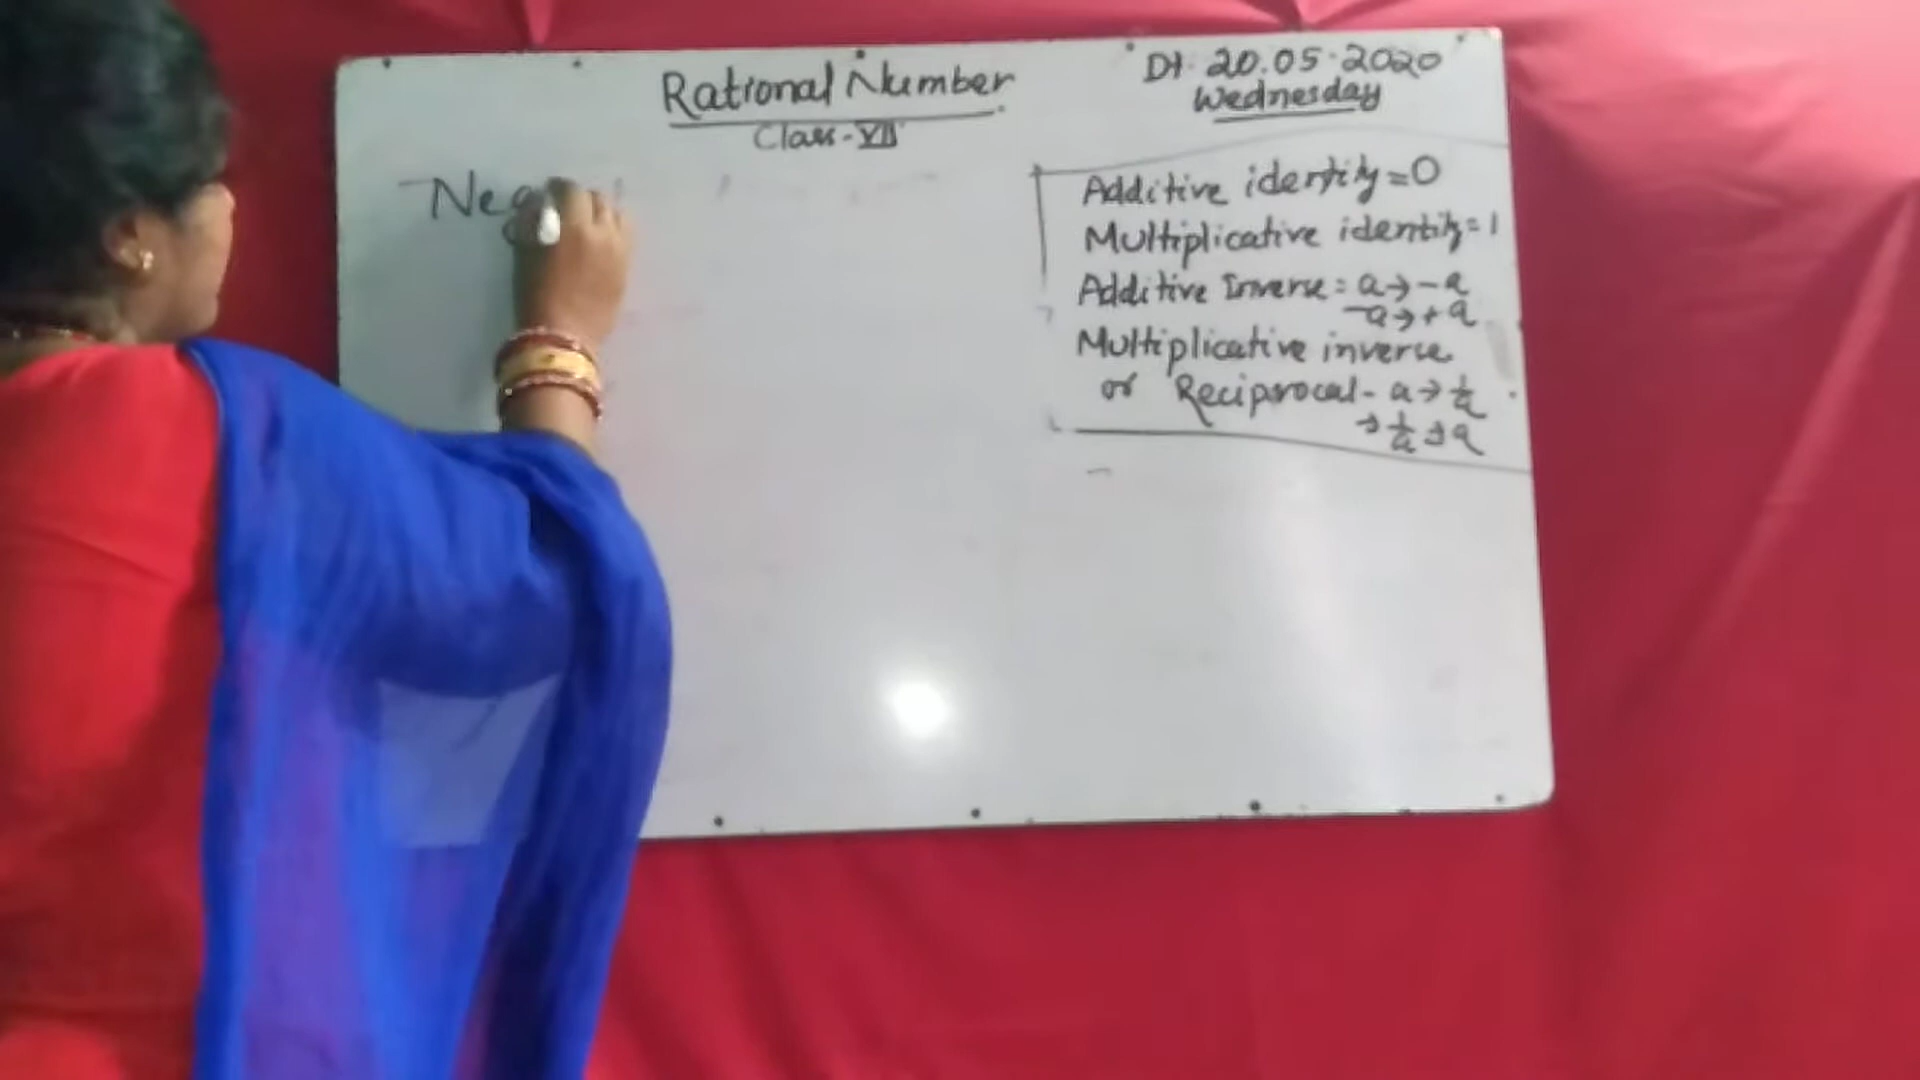 Rational Number
Class-VII
Dt. 20.05.2020
Wednesday
Neg
Additive identity=0
Multiplicative identity=1
Additive Inverse: a→-a
-a→+a
Multiplicative inverse
or Reciprocal- a→1/a
→1/a→a